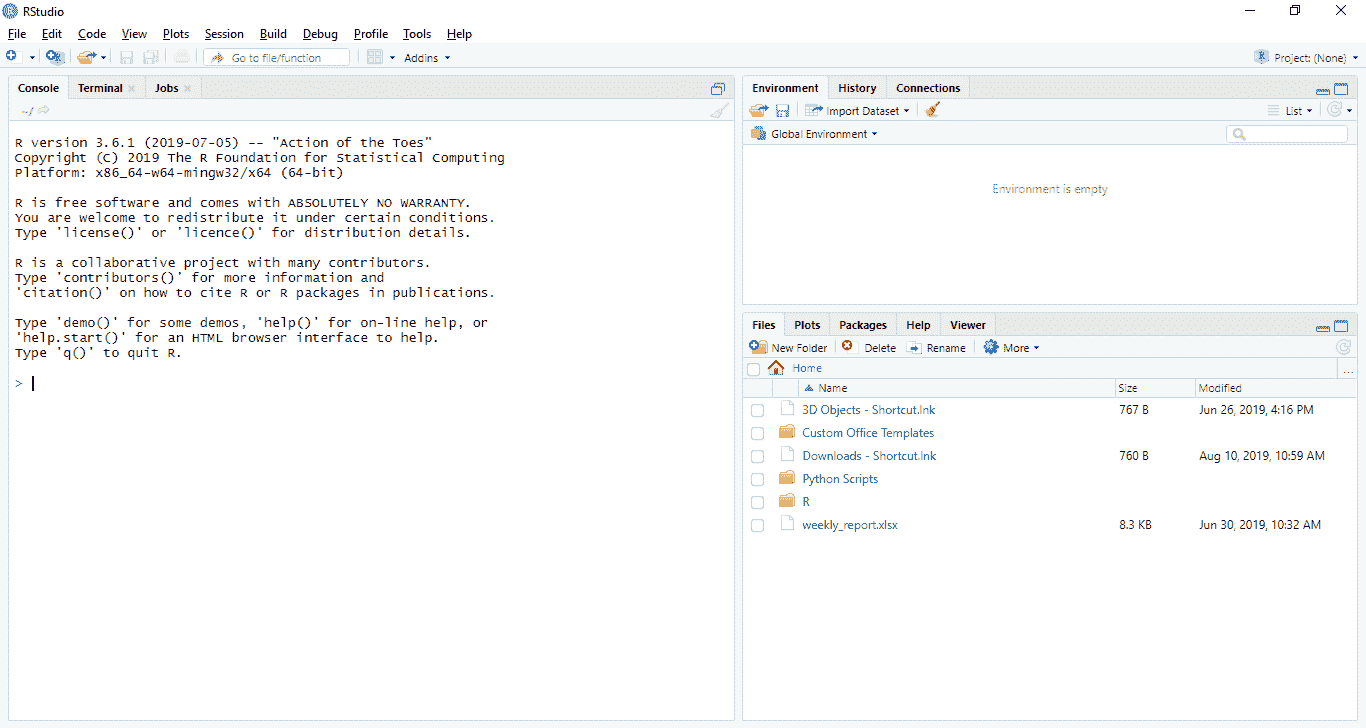 RStudio
File Edit Code View Plots Session Build Debug Profile Tools Help
Go to file/function Addins Project: (None)
Console Terminal Jobs
~/
R version 3.6.1 (2019-07-05) -- "Action of the Toes"
Copyright (C) 2019 The R Foundation for Statistical Computing
Platform: x86_64-w64-mingw32/x64 (64-bit)
R is free software and comes with ABSOLUTELY NO WARRANTY.
You are welcome to redistribute it under certain conditions.
Type 'license()' or 'licence()' for distribution details.
R is a collaborative project with many contributors.
Type 'contributors()' for more information and
'citation()' on how to cite R or R packages in publications.
Type 'demo()' for some demos, 'help()' for on-line help, or
'help.start()' for an HTML browser interface to help.
Type 'q()' to quit R.
>
Environment History Connections
Import Dataset List
Global Environment
Environment is empty
Files Plots Packages Help Viewer
New Folder Delete Rename More
Home ...
Name Size Modified
3D Objects - Shortcut.lnk 767 B Jun 26, 2019, 4:16 PM
Custom Office Templates
Downloads - Shortcut.lnk 760 B Aug 10, 2019, 10:59 AM
Python Scripts
R
weekly_report.xlsx 8.3 KB Jun 30, 2019, 10:32 AM